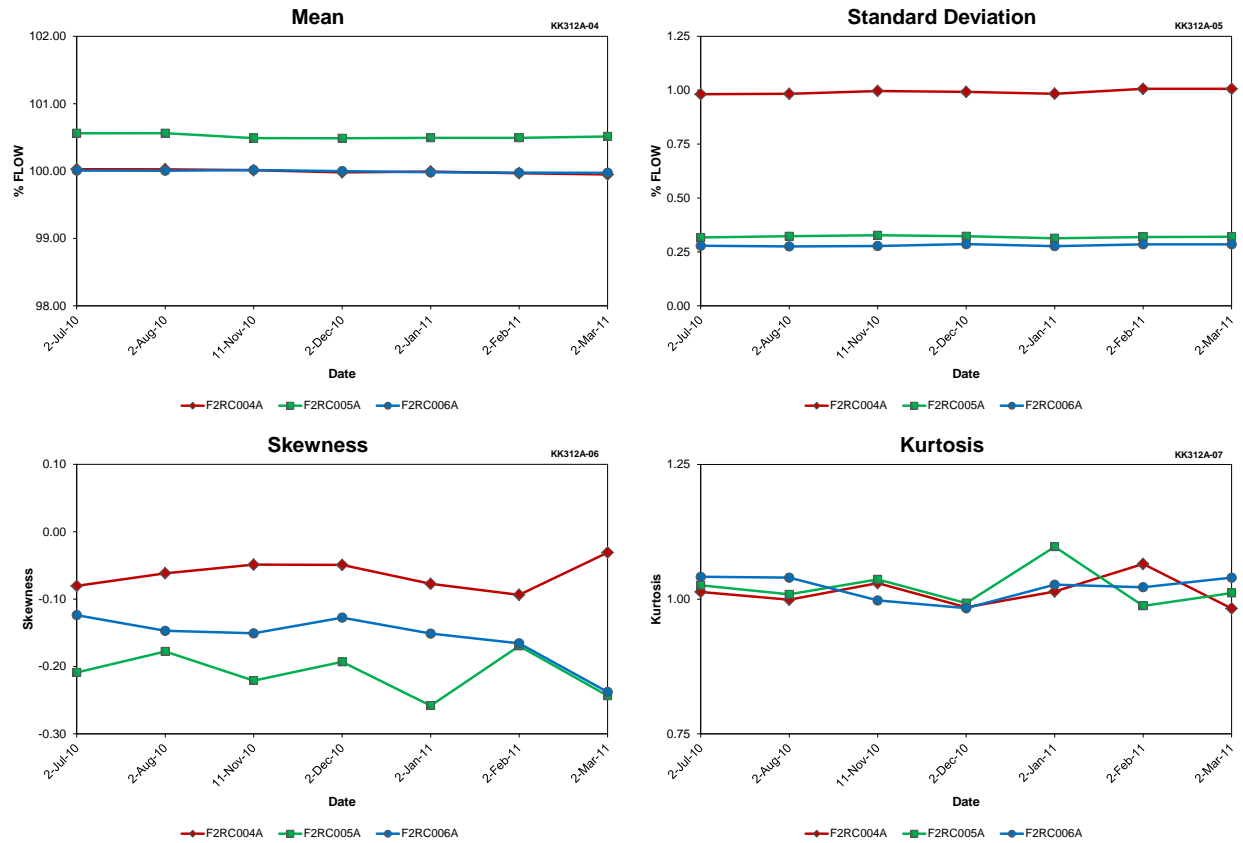 Mean
KK312A-04
102.00
101.00
100.00
99.00
98.00
% FLOW
2-Jul-10
2-Aug-10
11-Nov-10
2-Dec-10
2-Jan-11
2-Feb-11
2-Mar-11
Date
F2RC004A F2RC005A F2RC006A
Standard Deviation
KK312A-05
1.25
1.00
0.75
0.50
0.25
0.00
% FLOW
2-Jul-10
2-Aug-10
11-Nov-10
2-Dec-10
2-Jan-11
2-Feb-11
2-Mar-11
Date
F2RC004A F2RC005A F2RC006A
Skewness
KK312A-06
0.10
0.00
-0.10
-0.20
-0.30
Skewness
2-Jul-10
2-Aug-10
11-Nov-10
2-Dec-10
2-Jan-11
2-Feb-11
2-Mar-11
Date
F2RC004A F2RC005A F2RC006A
Kurtosis
KK312A-07
1.25
1.00
0.75
Kurtosis
2-Jul-10
2-Aug-10
11-Nov-10
2-Dec-10
2-Jan-11
2-Feb-11
2-Mar-11
Date
F2RC004A F2RC005A F2RC006A